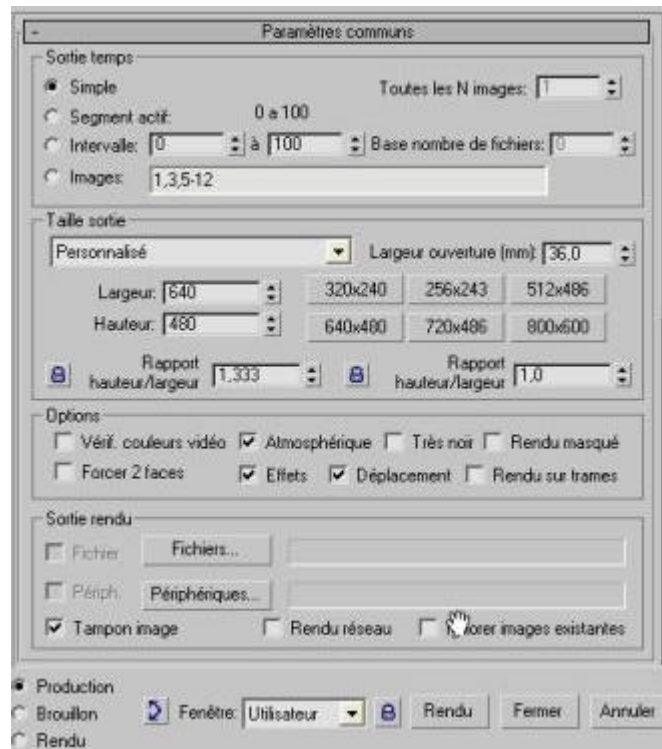 - Paramètres communs
Sortie temps
Simple Toutes les N images: 1
Segment actif: 0 a 100
Intervalle: 0 à 100 Base nombre de fichiers: 0
Images: 1,3,5-12
Taille sortie
Personnalisé Largeur ouverture (mm): 36,0
Largeur: 640 320x240 256x243 512x486
Hauteur: 480 640x480 720x486 800x600
Rapport hauteur/largeur 1,333 Rapport hauteur/largeur 1,0
Options
Vérif. couleurs vidéo Atmosphérique Très noir Rendu masqué
Forcer 2 faces Effets Déplacement Rendu sur trames
Sortie rendu
Fichier Fichiers...
Périph. Périphériques...
Tampon image Rendu réseau images existantes
Production
Brouillon Fenêtre: Utilisateur Rendu Fermer Annuler
Rendu